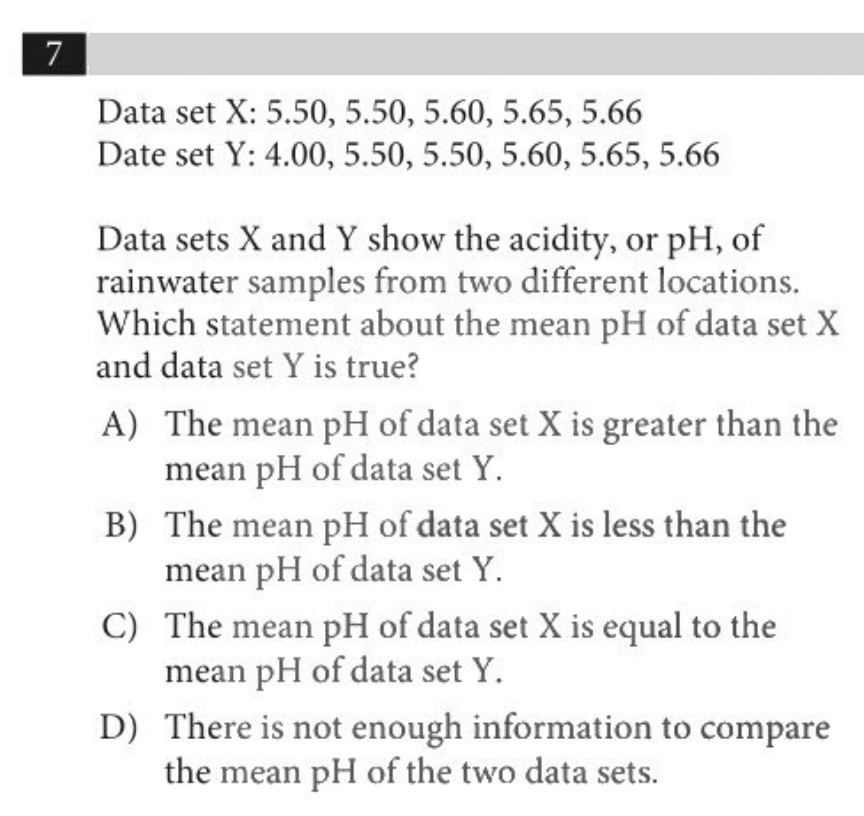 7
Data set X: 5.50, 5.50, 5.60, 5.65, 5.66
Date set Y: 4.00, 5.50, 5.50, 5.60, 5.65, 5.66
Data sets X and Y show the acidity, or pH, of
rainwater samples from two different locations.
Which statement about the mean pH of data set X
and data set Y is true?
A) The mean pH of data set X is greater than the
mean pH of data set Y.
B) The mean pH of data set X is less than the
mean pH of data set Y.
C) The mean pH of data set X is equal to the
mean pH of data set Y.
D) There is not enough information to compare
the mean pH of the two data sets.